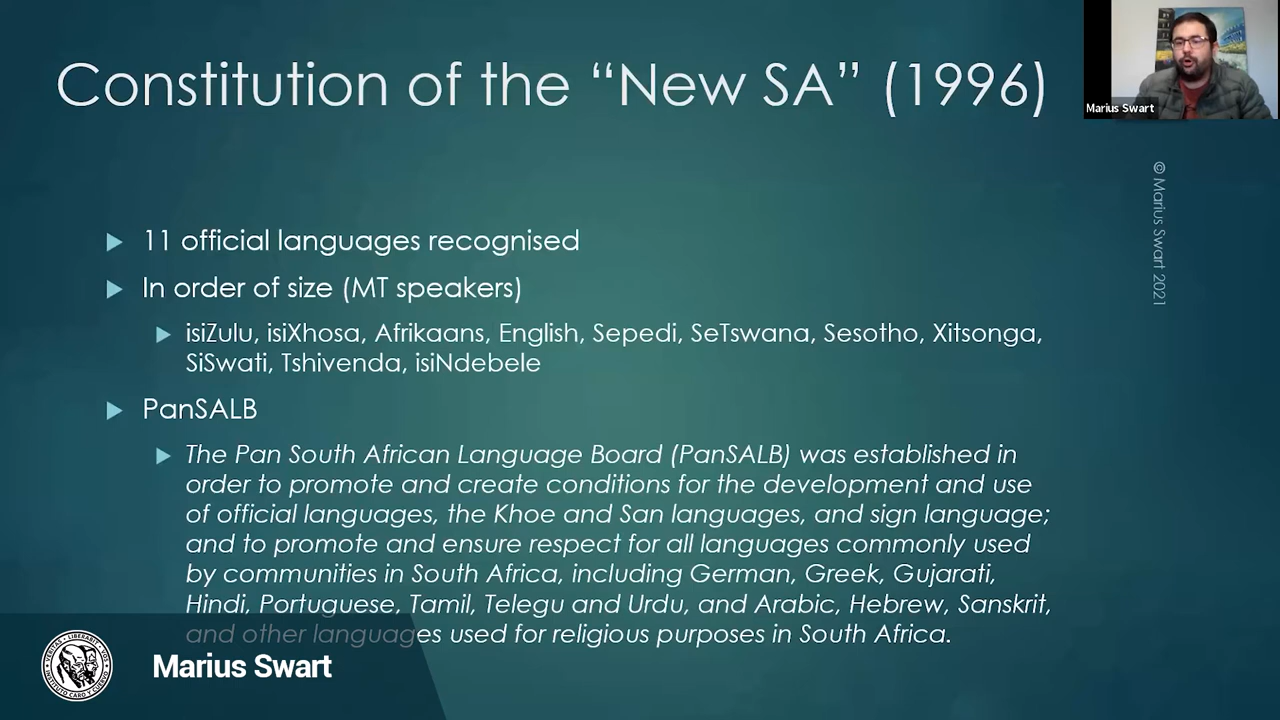 Constitution of the “New SA” (1996)
Marius Swart
© Marius Swart 2021
11 official languages recognised
In order of size (MT speakers)
isiZulu, isiXhosa, Afrikaans, English, Sepedi, SeTswana, Sesotho, Xitsonga,
SiSwati, Tshivenda, isiNdebele
PanSALB
The Pan South African Language Board (PanSALB) was established in
order to promote and create conditions for the development and use
of official languages, the Khoe and San languages, and sign language;
and to promote and ensure respect for all languages commonly used
by communities in South Africa, including German, Greek, Gujarati,
Hindi, Portuguese, Tamil, Telegu and Urdu, and Arabic, Hebrew, Sanskrit,
and other languages used for religious purposes in South Africa.
Marius Swart